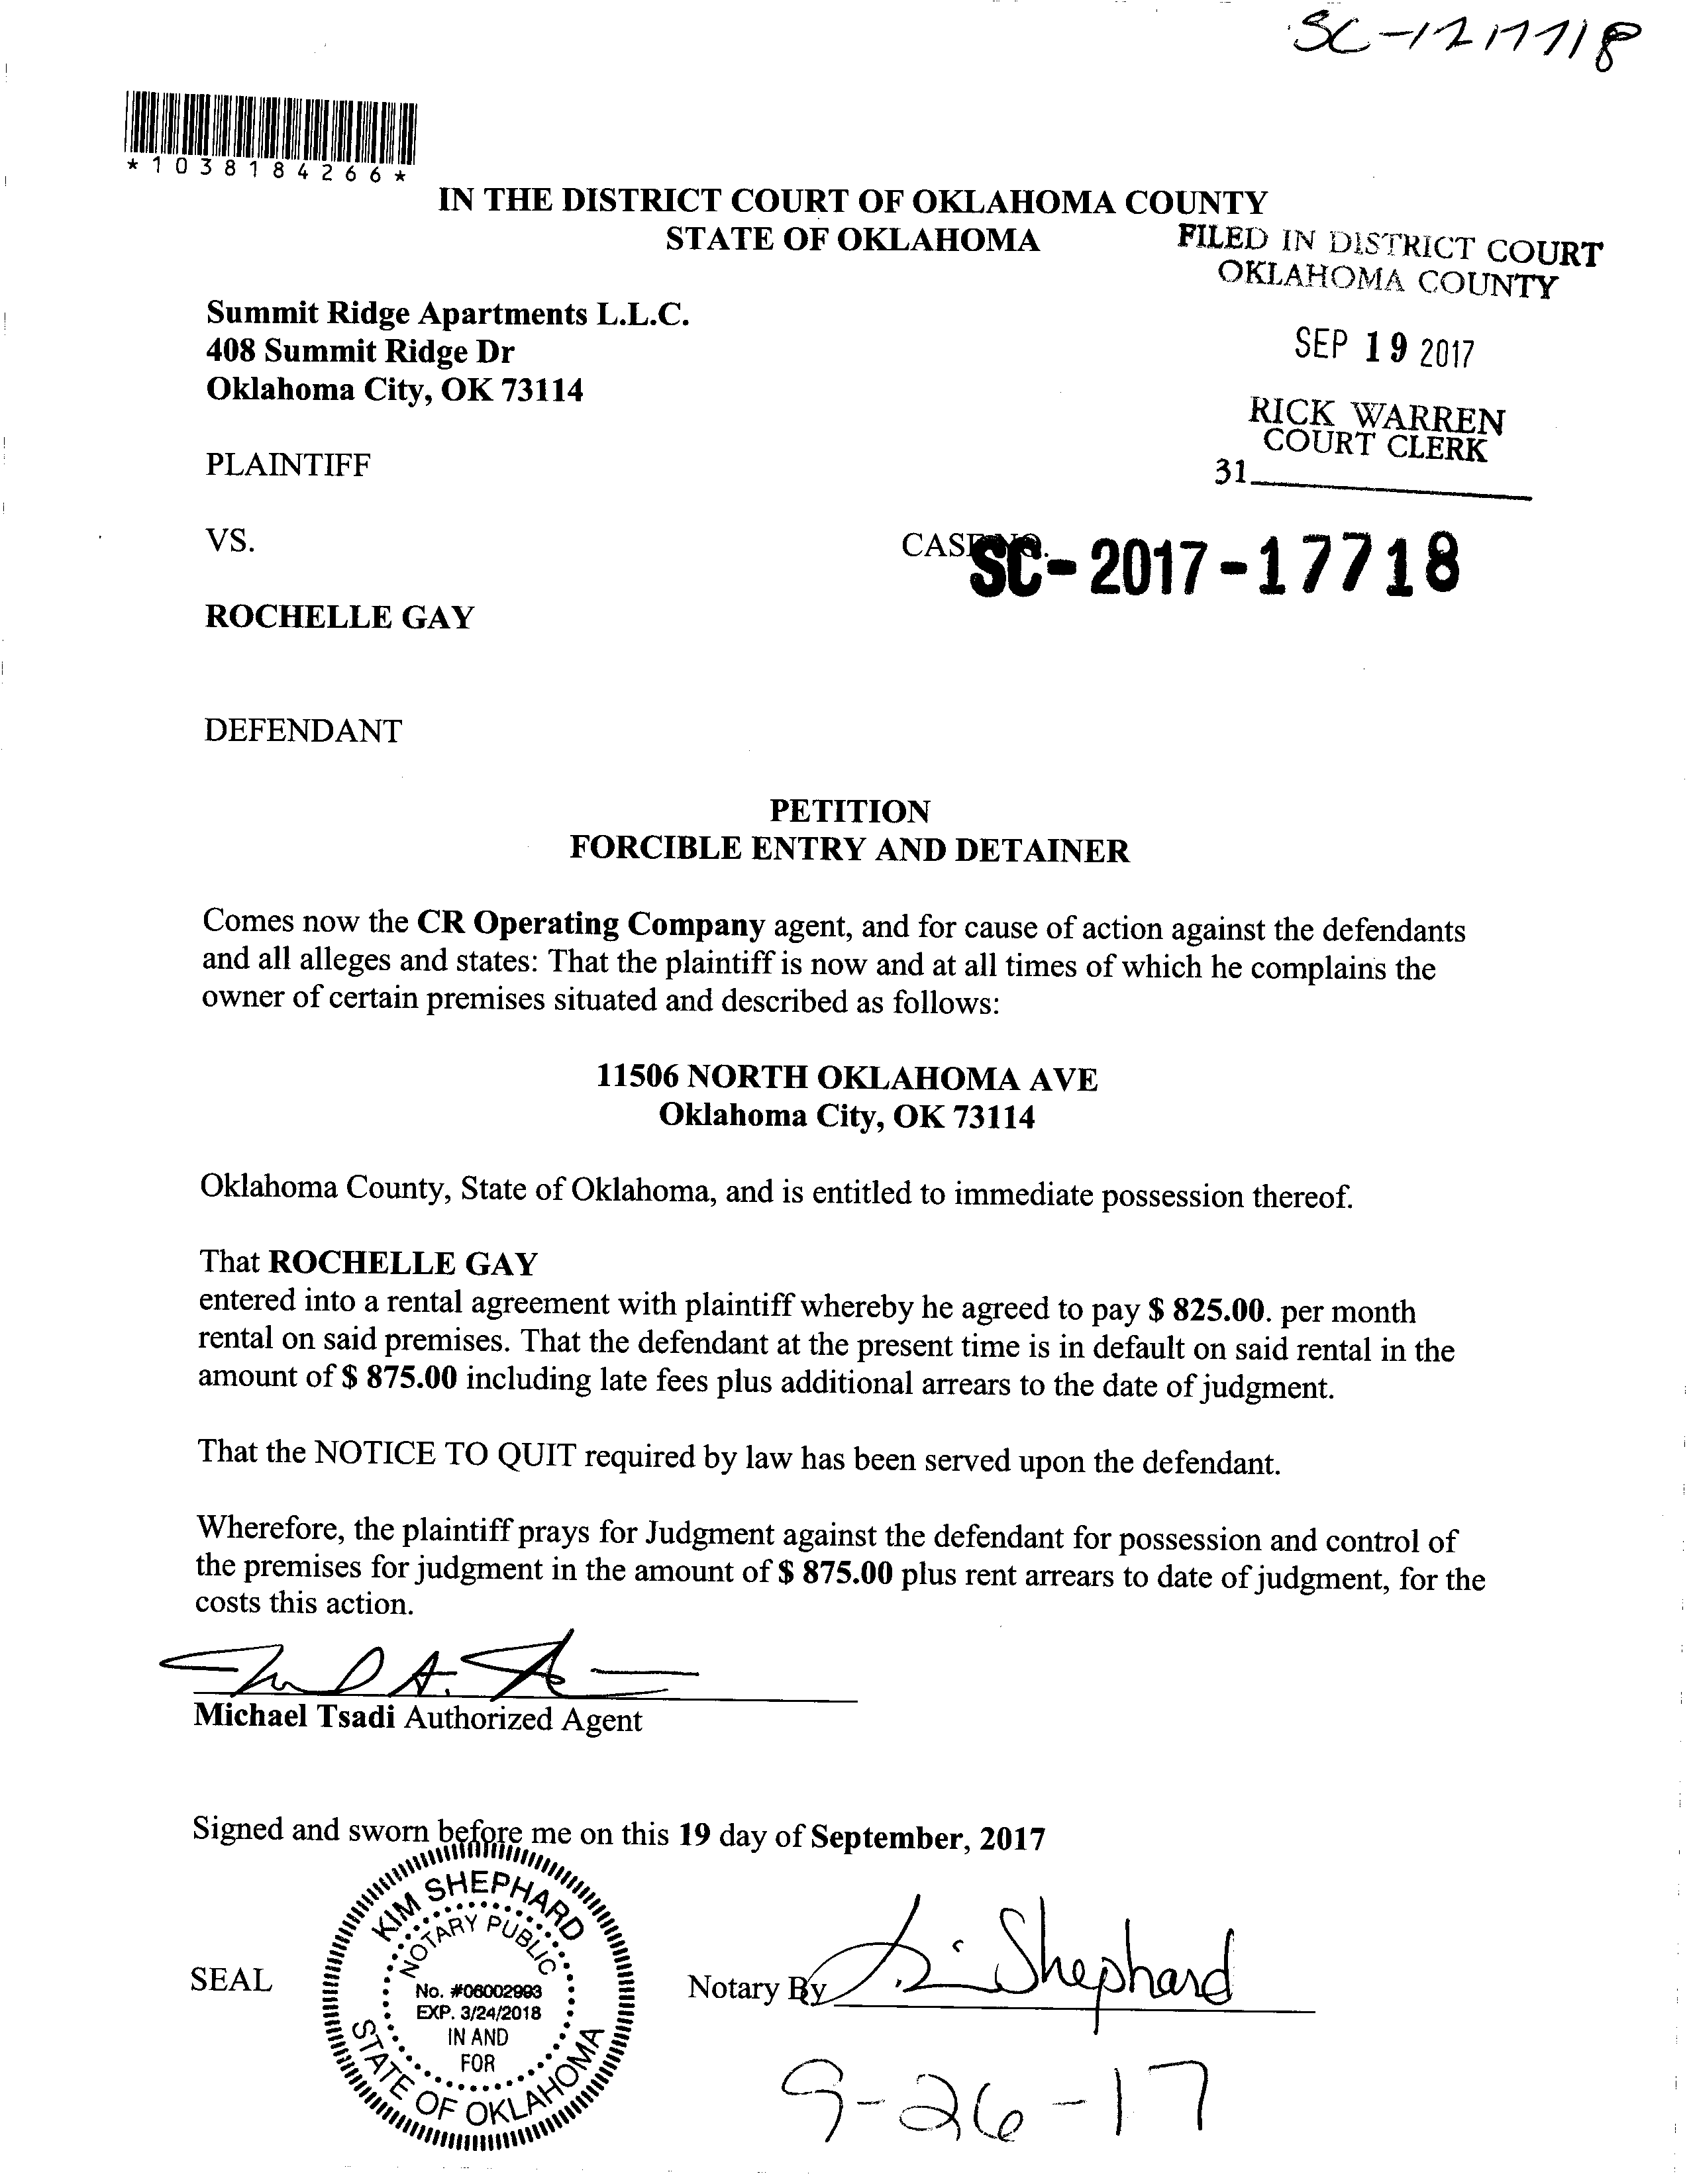 SC-1717718
*1038184266*
IN THE DISTRICT COURT OF OKLAHOMA COUNTY
STATE OF OKLAHOMA
FILED IN DISTRICT COURT
OKLAHOMA COUNTY
Summit Ridge Apartments L.L.C.
408 Summit Ridge Dr
Oklahoma City, OK 73114
SEP 19 2017
RICK WARREN
COURT CLERK
31
PLAINTIFF
VS.
CASE NO. SC-2017-17718
ROCHELLE GAY
DEFENDANT
PETITION
FORCIBLE ENTRY AND DETAINER
Comes now the CR Operating Company agent, and for cause of action against the defendants
and all alleges and states: That the plaintiff is now and at all times of which he complains the
owner of certain premises situated and described as follows:
11506 NORTH OKLAHOMA AVE
Oklahoma City, OK 73114
Oklahoma County, State of Oklahoma, and is entitled to immediate possession thereof.
That ROCHELLE GAY
entered into a rental agreement with plaintiff whereby he agreed to pay $ 825.00. per month
rental on said premises. That the defendant at the present time is in default on said rental in the
amount of $ 875.00 including late fees plus additional arrears to the date of judgment.
That the NOTICE TO QUIT required by law has been served upon the defendant.
Wherefore, the plaintiff prays for Judgment against the defendant for possession and control of
the premises for judgment in the amount of $ 875.00 plus rent arrears to date of judgment, for the
costs this action.
Michael Tsadi Authorized Agent
Signed and sworn before me on this 19 day of September, 2017
SEAL
KIM SHEPHARD
NOTARY PUBLIC
No. #06002993
EXP. 3/24/2018
IN AND
FOR
STATE OF OKLAHOMA
Notary By Shephard
9-26-17